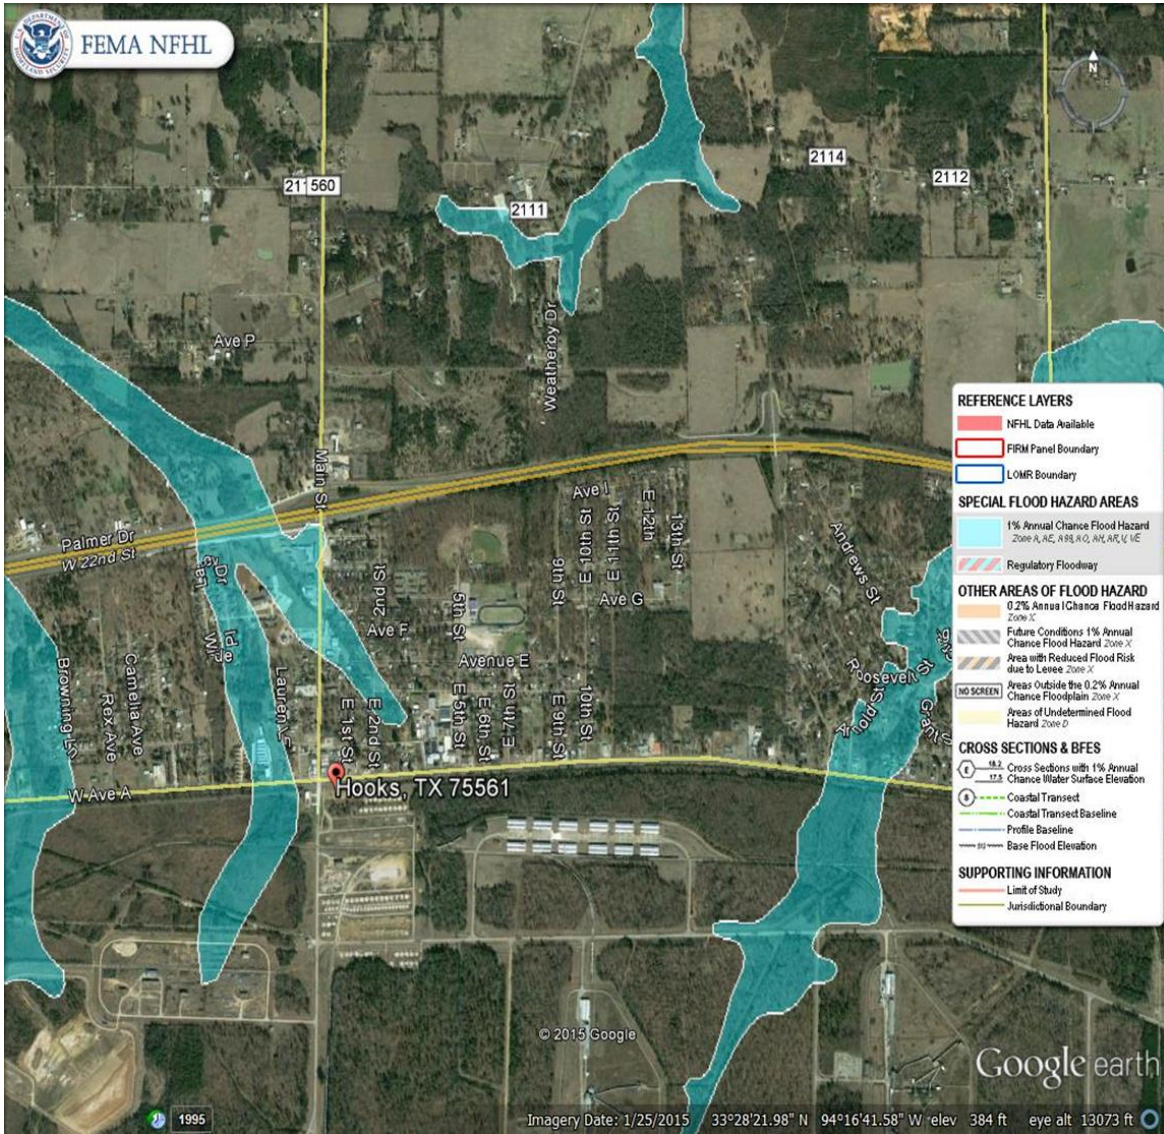 FEMA NFHL
N
2114
2112
560
2111
Ave P
Weatherby Dr
Main St
Palmer Dr
W 22nd St
Ave I
E 10th St
E 11th St
E 12th
13th St
9th St
Ave G
Andrews St
2nd St
5th St
Ave F
Avenue E
Roosevelt St
Browning Ln
Camelia Ave
Rex Ave
E 1st St
E 2nd St
E 5th St
E 6th St
E 7th St
E 9th St
10th St
W Ave A
Hooks, TX 75561
REFERENCE LAYERS
NFHL Data Available
FIRM Panel Boundary
LOMR Boundary
SPECIAL FLOOD HAZARD AREAS
1% Annual Chance Flood Hazard
Zone A, AE, A99, AO, AH, AR, V, VE
Regulatory Floodway
OTHER AREAS OF FLOOD HAZARD
0.2% Annual Chance Flood Hazard
Zone X
Future Conditions 1% Annual
Chance Flood Hazard Zone X
Area with Reduced Flood Risk
due to Levee Zone X
NO SCREEN
Areas Outside the 0.2% Annual
Chance Floodplain Zone X
Areas of Undetermined Flood
Hazard Zone D
CROSS SECTIONS & BFES
E 18.2 Cross Sections with 1% Annual
17.5 Chance Water Surface Elevation
8 Coastal Transect
Coastal Transect Baseline
Profile Baseline
513 Base Flood Elevation
SUPPORTING INFORMATION
Limit of Study
Jurisdictional Boundary
© 2015 Google
Google earth
1995
Imagery Date: 1/25/2015 33°28'21.98" N 94°16'41.58" W elev 384 ft eye alt 13073 ft